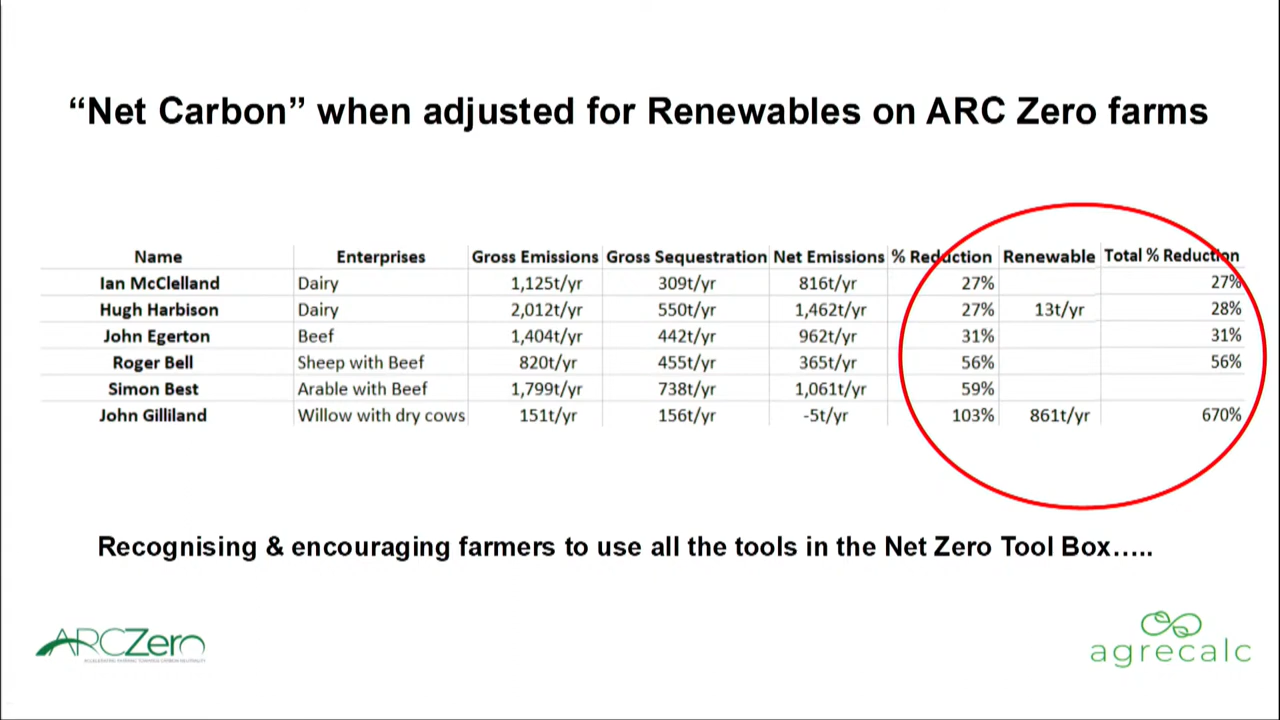 “Net Carbon” when adjusted for Renewables on ARC Zero farms
Name Enterprises Gross Emissions Gross Sequestration Net Emissions % Reduction Renewable Total % Reduction
Ian McClelland Dairy 1,125t/yr 309t/yr 816t/yr 27% 27%
Hugh Harbison Dairy 2,012t/yr 550t/yr 1,462t/yr 27% 13t/yr 28%
John Egerton Beef 1,404t/yr 442t/yr 962t/yr 31% 31%
Roger Bell Sheep with Beef 820t/yr 455t/yr 365t/yr 56% 56%
Simon Best Arable with Beef 1,799t/yr 738t/yr 1,061t/yr 59%
John Gilliland Willow with dry cows 151t/yr 156t/yr -5t/yr 103% 861t/yr 670%
Recognising & encouraging farmers to use all the tools in the Net Zero Tool Box…..
ARCZero
ACCELERATING FARMING TOWARDS CARBON NEUTRALITY
agrecalc